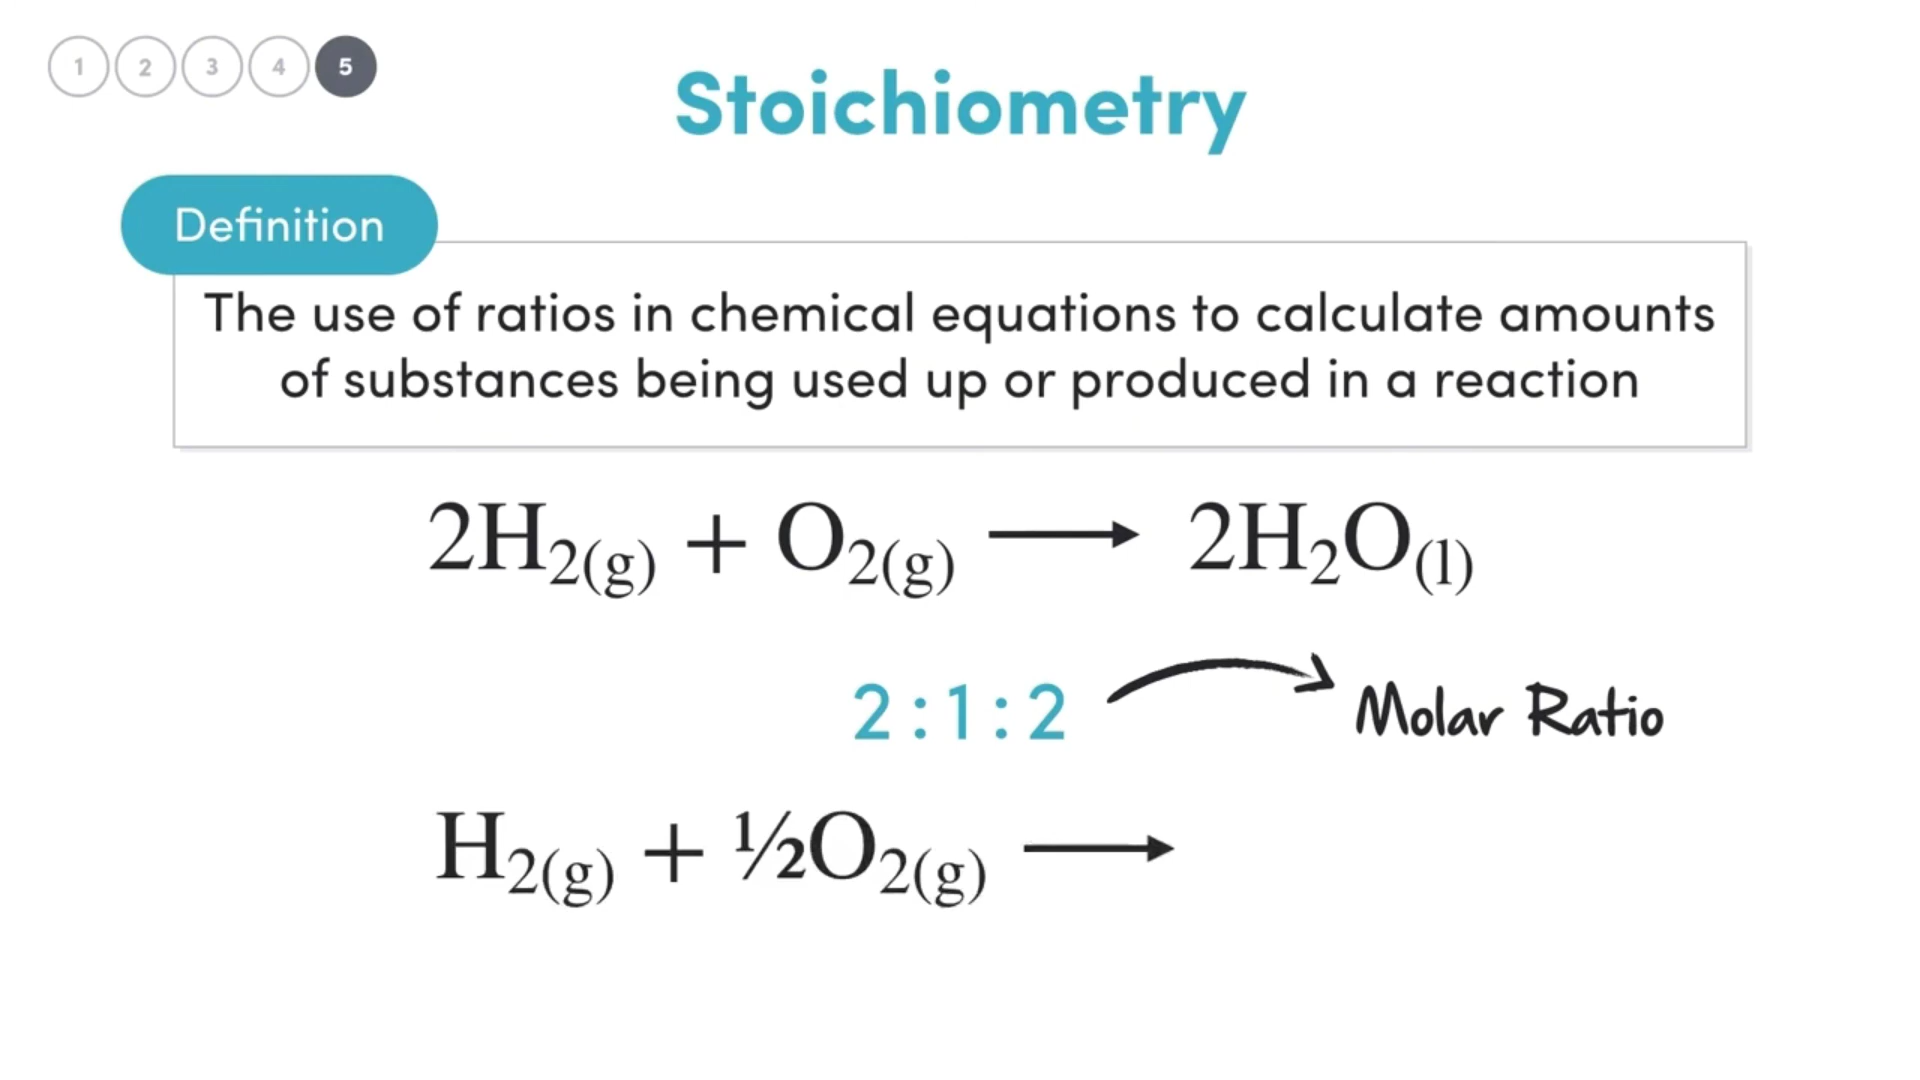 1 2 3 4 5
Stoichiometry
Definition
The use of ratios in chemical equations to calculate amounts
of substances being used up or produced in a reaction
2H₂(g) + O₂(g) ⟶ 2H₂O(l)
2 : 1 : 2 Molar Ratio
H₂(g) + ½O₂(g) ⟶